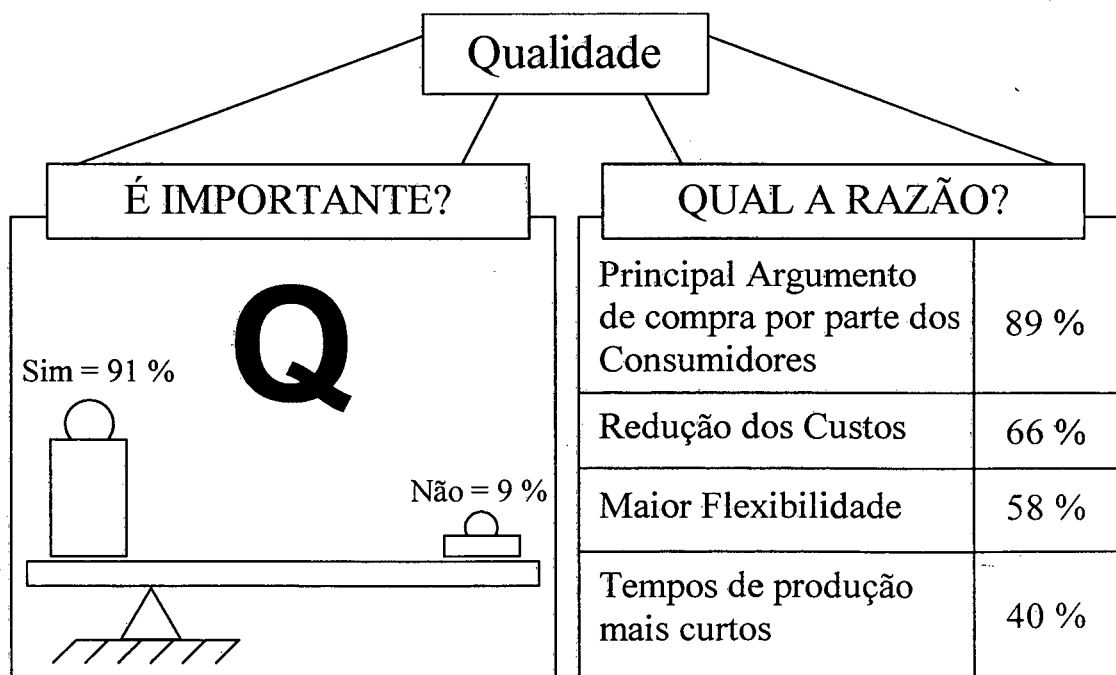 Qualidade
É IMPORTANTE?
Q
Sim = 91 %
Não = 9 %
QUAL A RAZÃO?
Principal Argumento
de compra por parte dos
Consumidores
89 %
Redução dos Custos
66 %
Maior Flexibilidade
58 %
Tempos de produção
mais curtos
40 %